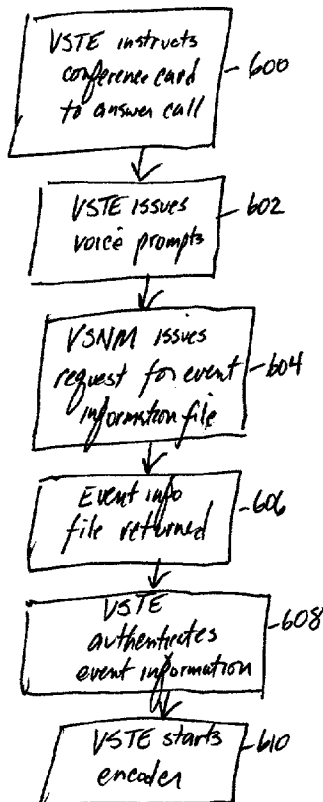 VSTE instructs
conference card
to answer call
600
VSTE issues
voice prompts
602
VSNM issues
request for event
information file
604
Event info
file returned
606
VSTE
authenticates
event information
608
VSTE starts
encoder
610